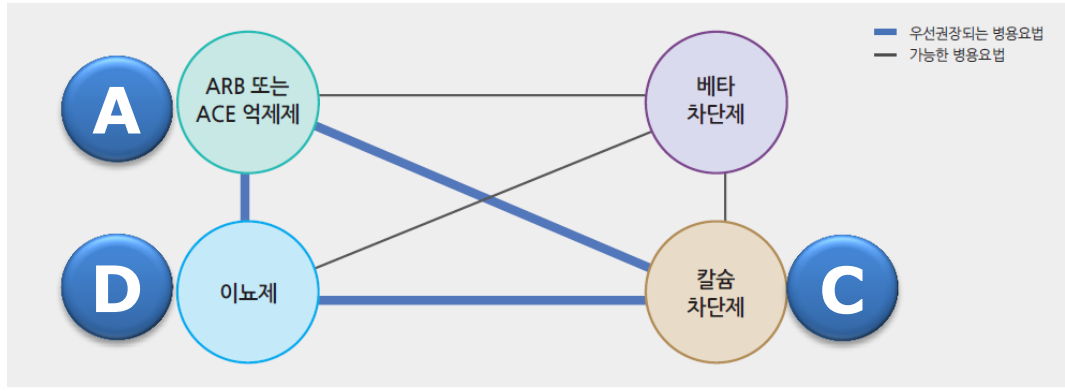 우선권장되는 병용요법
가능한 병용요법
A
ARB 또는
ACE 억제제
베타
차단제
D
이뇨제
칼슘
차단제
C